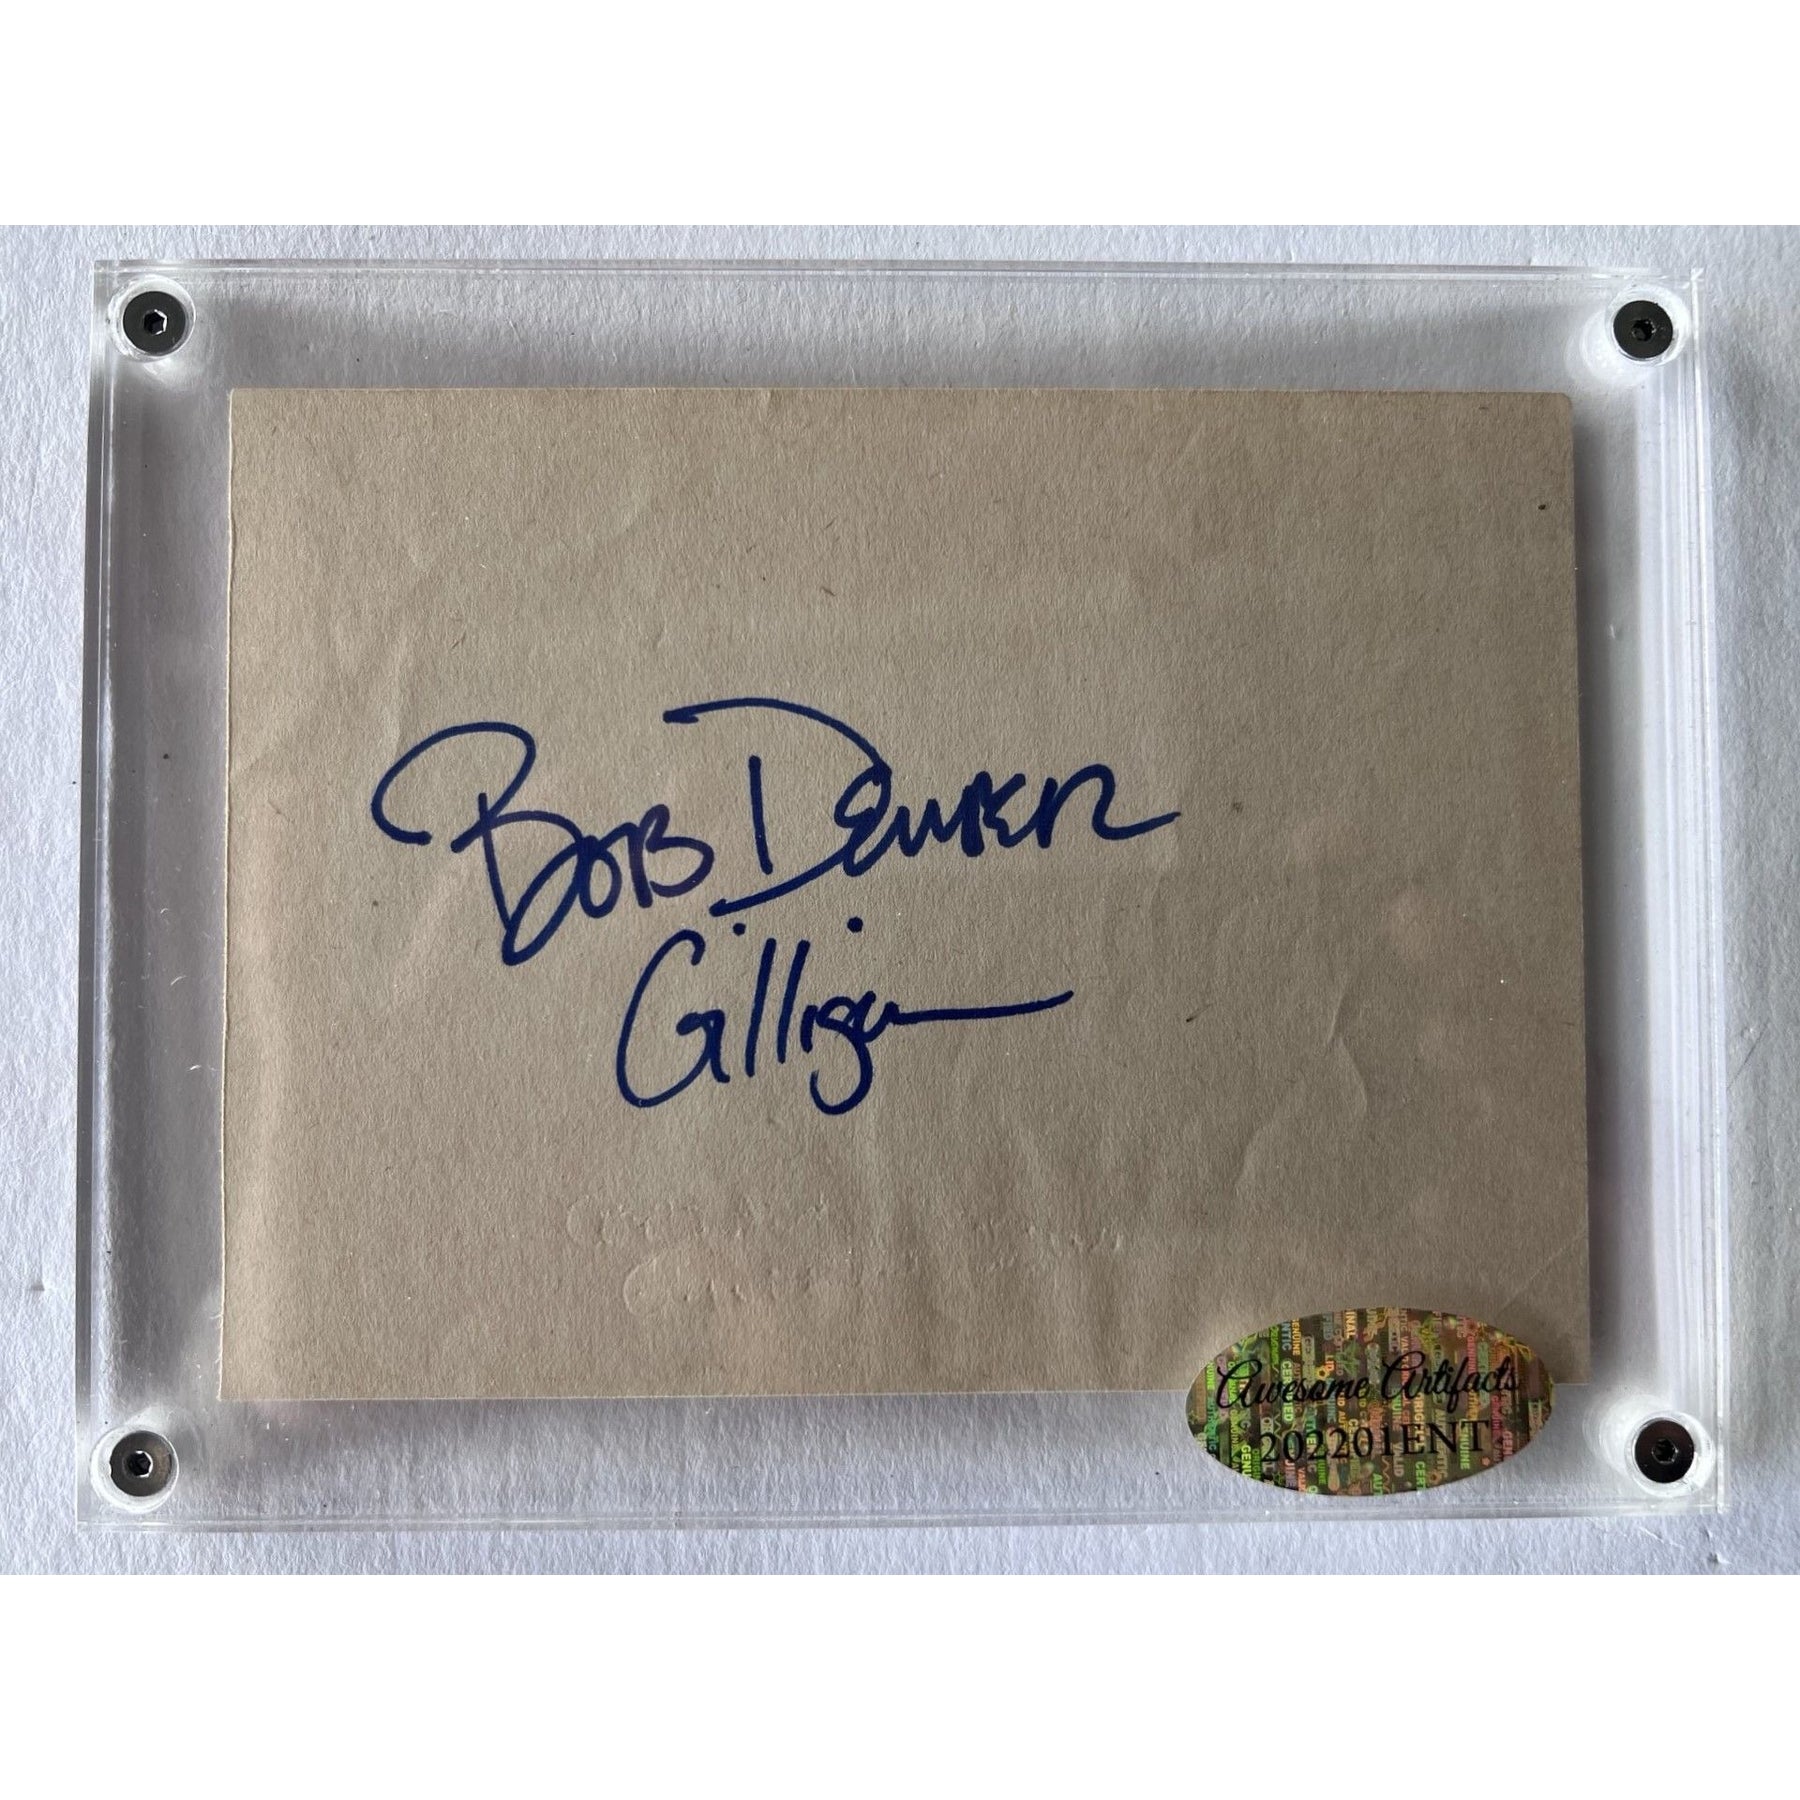 Bob Denver
Gilligan
Awesome Artifacts
202201ENT